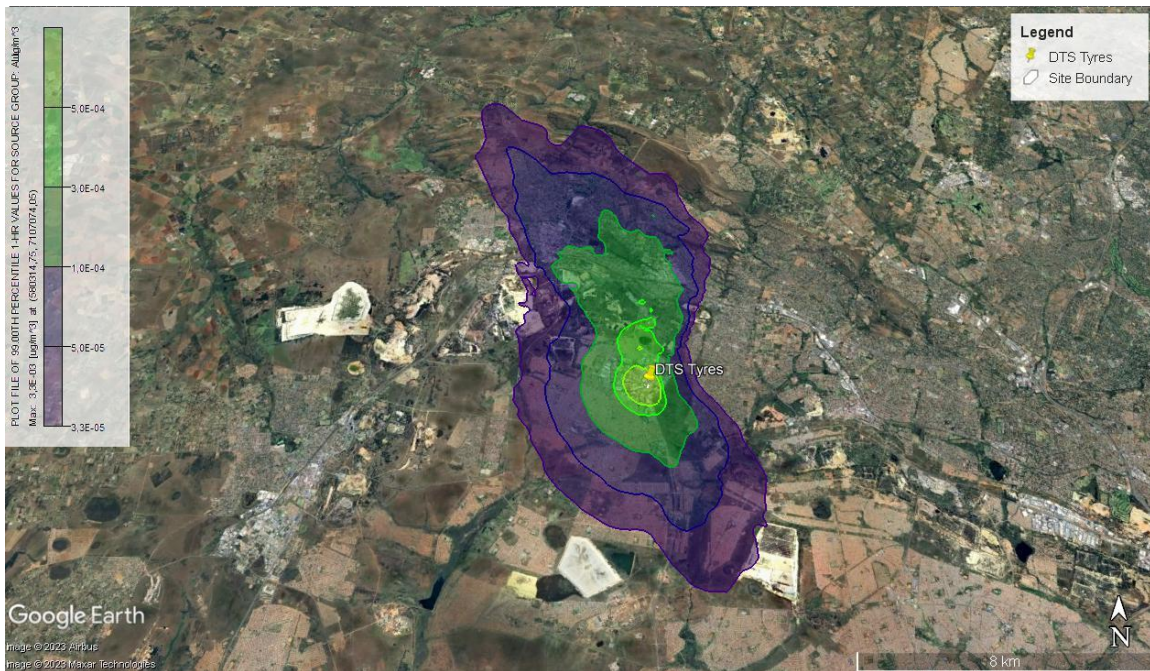 PLOT FILE OF 99.00TH PERCENTILE 1-HR VALUES FOR SOURCE GROUP:
Max: 3,3E-03 [ug/m^3] at (580314,75, 7107074,05)
5,0E-04
3,0E-04
1,0E-04
5,0E-05
3,3E-05
Legend
DTS Tyres
Site Boundary
DTS Tyres
Google Earth
Image © 2023 Airbus
Image © 2023 Maxar Technologies
N
8 km